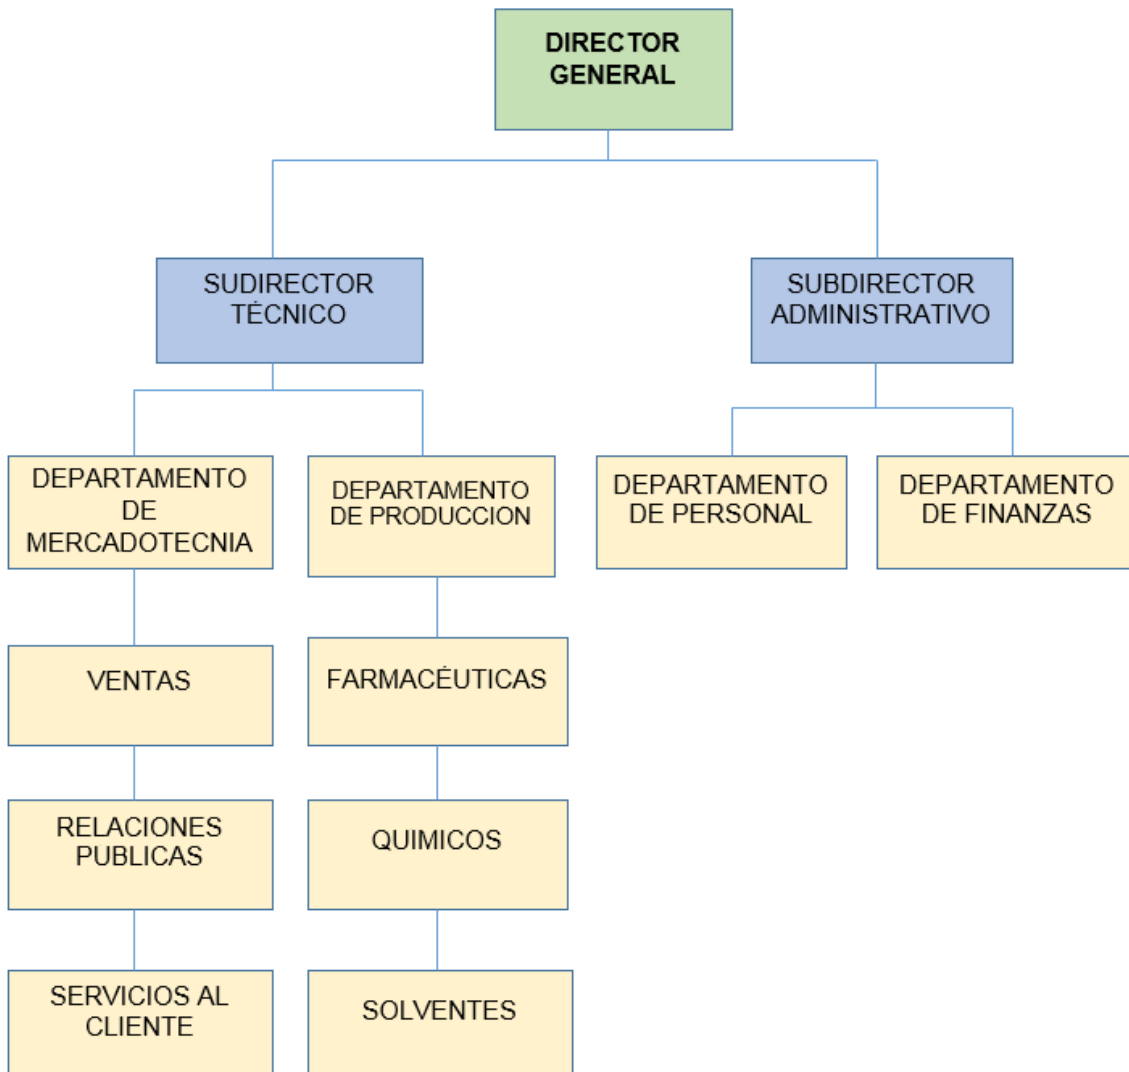 DIRECTOR
GENERAL
SUDIRECTOR
TÉCNICO
SUBDIRECTOR
ADMINISTRATIVO
DEPARTAMENTO
DE
MERCADOTECNIA
DEPARTAMENTO
DE PRODUCCION
DEPARTAMENTO
DE PERSONAL
DEPARTAMENTO
DE FINANZAS
VENTAS
FARMACÉUTICAS
RELACIONES
PUBLICAS
QUIMICOS
SERVICIOS AL
CLIENTE
SOLVENTES